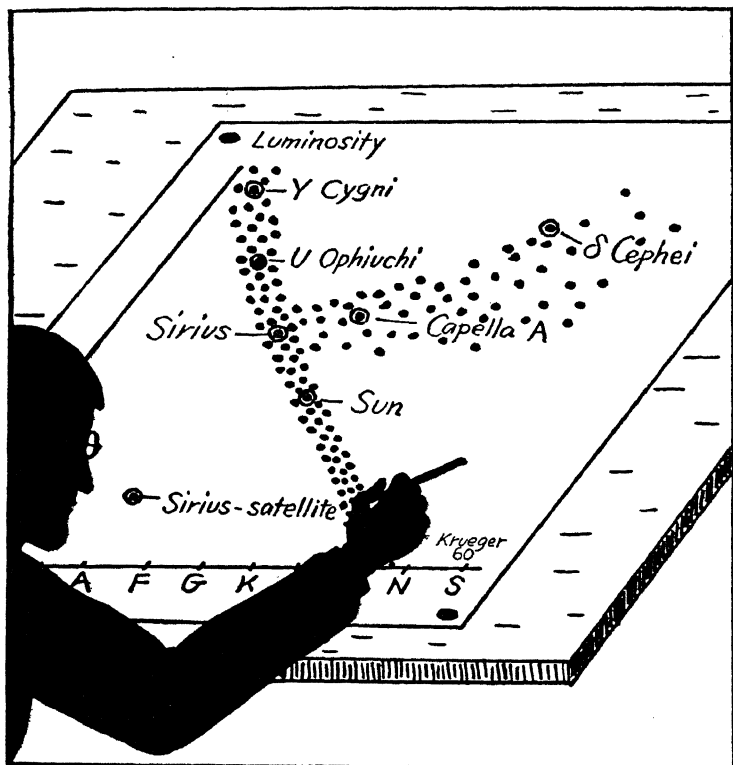 Luminosity
Y Cygni
U Ophiuchi
δ Cephei
Sirius
Capella A
Sun
Sirius-satellite
Krueger
60
A F G K N S